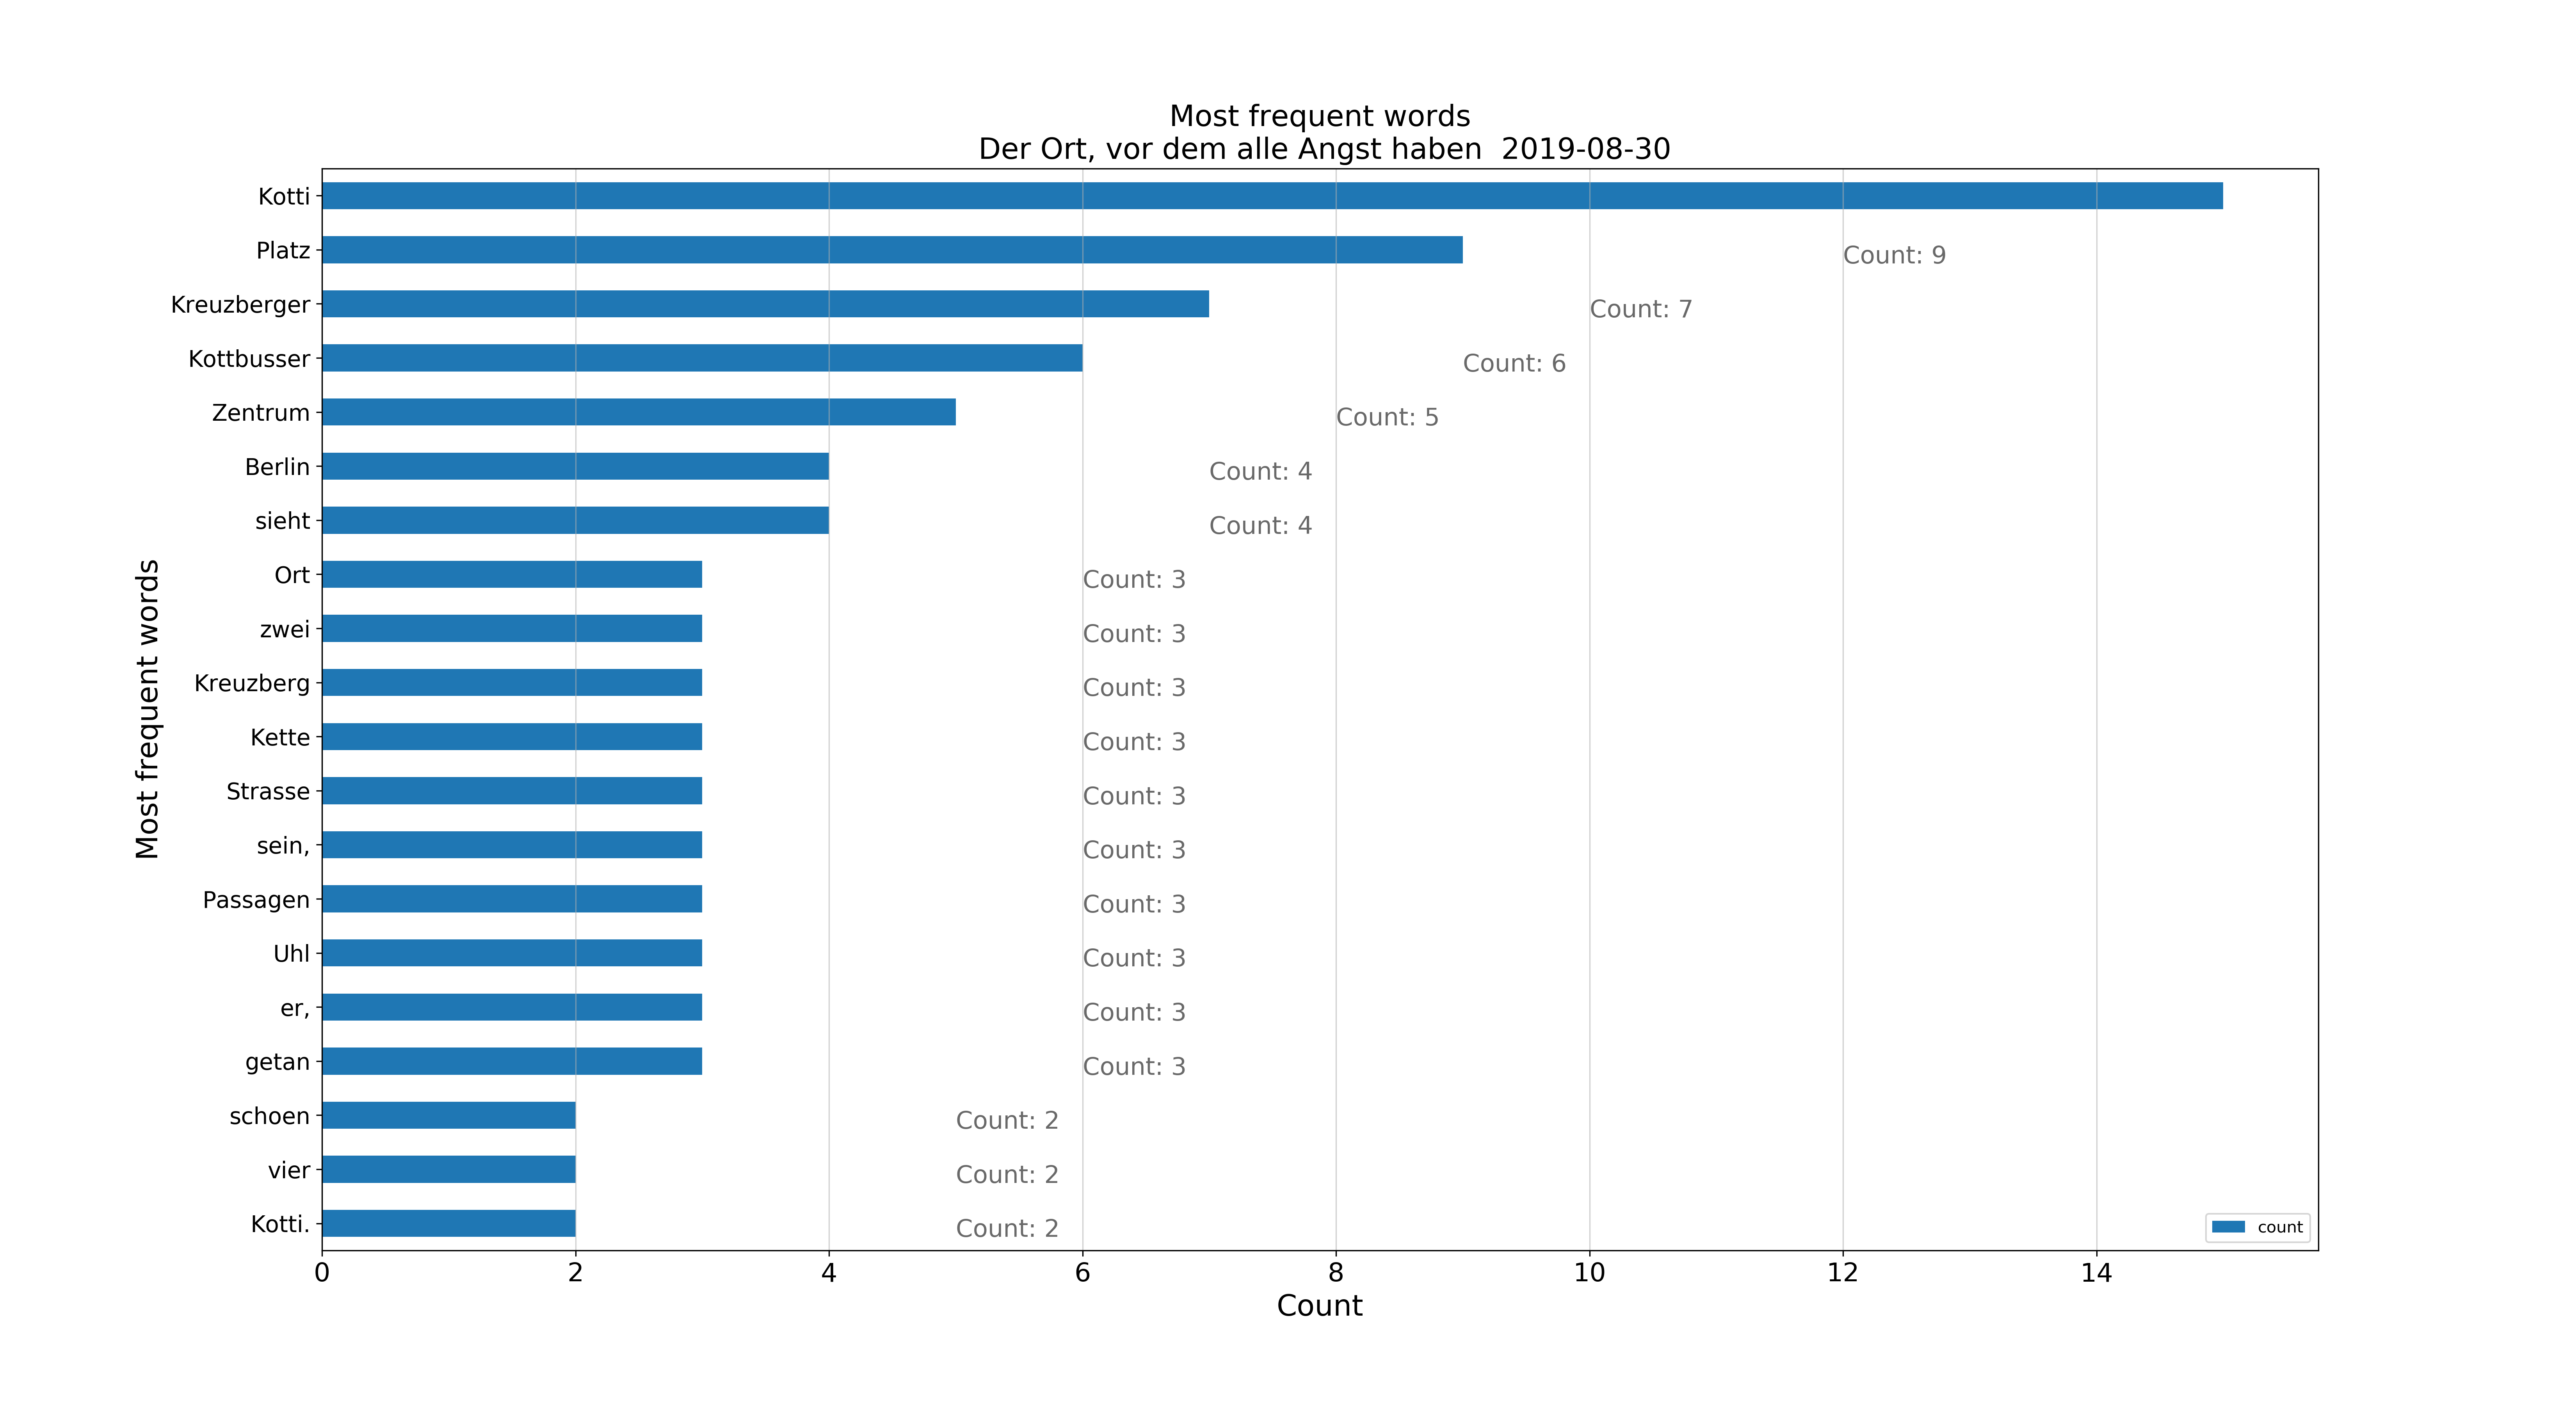 Most frequent words
Der Ort, vor dem alle Angst haben  2019-08-30
Most frequent words
Kotti
Platz Count: 9
Kreuzberger Count: 7
Kottbusser Count: 6
Zentrum Count: 5
Berlin Count: 4
sieht Count: 4
Ort Count: 3
zwei Count: 3
Kreuzberg Count: 3
Kette Count: 3
Strasse Count: 3
sein, Count: 3
Passagen Count: 3
Uhl Count: 3
er, Count: 3
getan Count: 3
schoen Count: 2
vier Count: 2
Kotti. Count: 2
count
0 2 4 6 8 10 12 14
Count